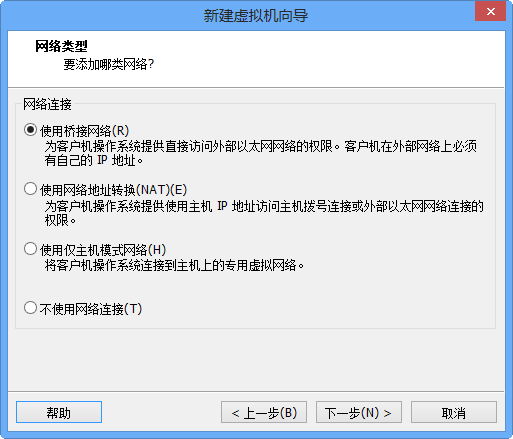 新建虚拟机向导
网络类型
要添加哪类网络?
网络连接
使用桥接网络(R)
为客户机操作系统提供直接访问外部以太网网络的权限。客户机在外部网络上必须
有自己的 IP 地址。
使用网络地址转换(NAT)(E)
为客户机操作系统提供使用主机 IP 地址访问主机拨号连接或外部以太网网络连接的
权限。
使用仅主机模式网络(H)
将客户机操作系统连接到主机上的专用虚拟网络。
不使用网络连接(T)
帮助
< 上一步(B)
下一步(N) >
取消